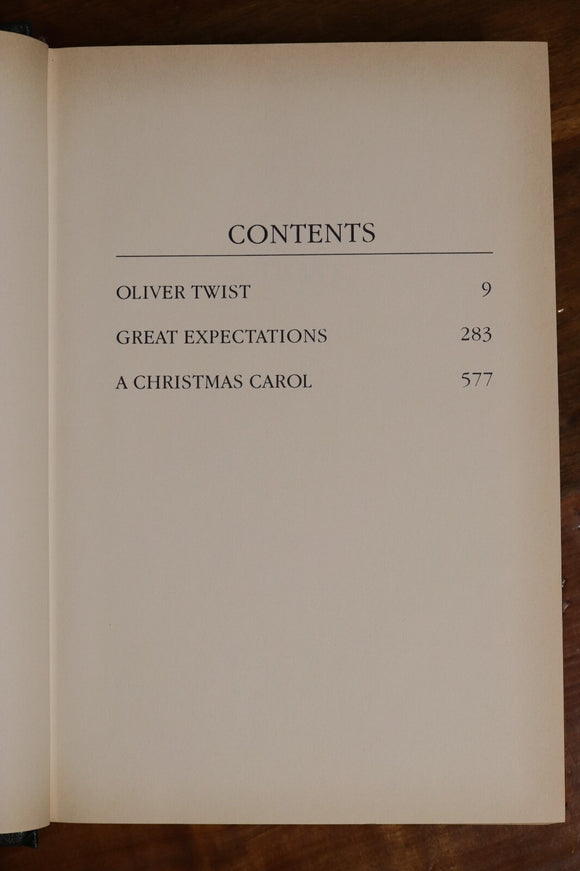 CONTENTS
OLIVER TWIST 9
GREAT EXPECTATIONS 283
A CHRISTMAS CAROL 577